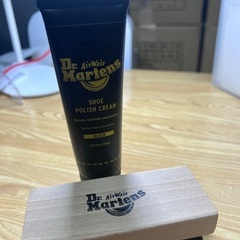 Dr.
AirWair
Martens
SHOE
POLISH CREAM
BLACK
Dr.
AirWair
Martens